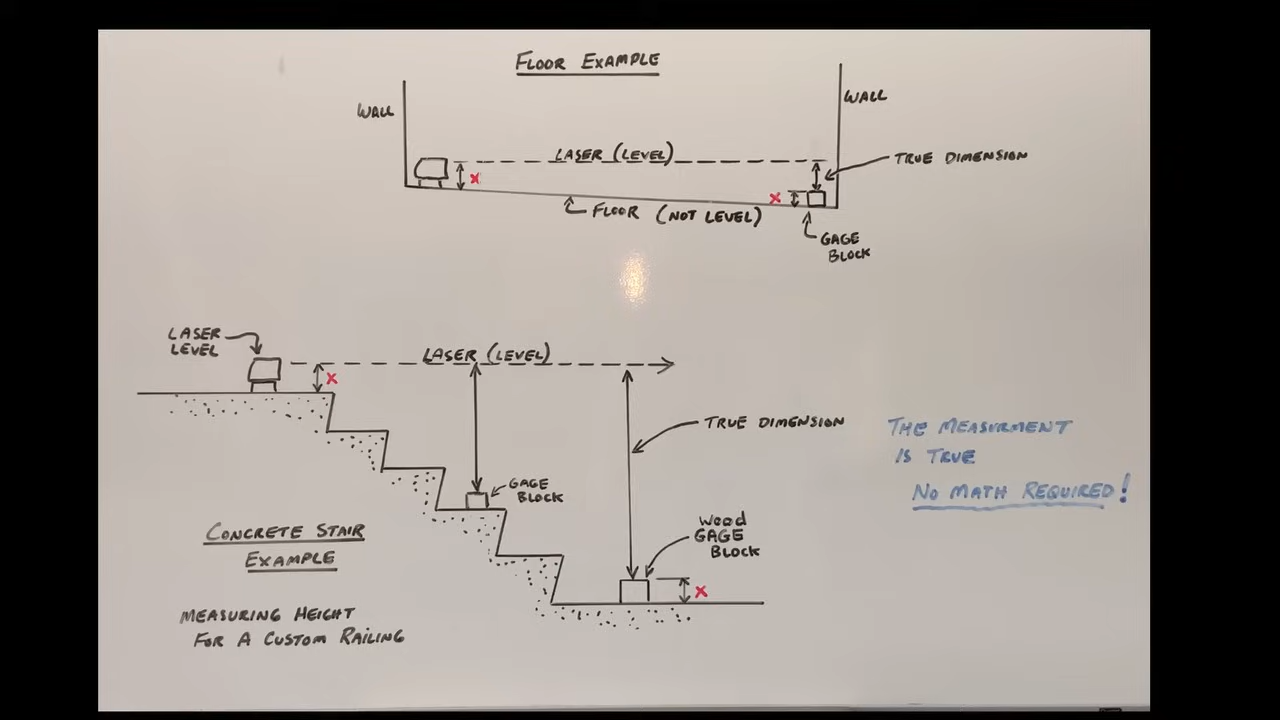 FLOOR EXAMPLE
WALL
WALL
LASER (LEVEL)
TRUE DIMENSION
X
X
FLOOR (NOT LEVEL)
GAGE
BLOCK
LASER
LEVEL
LASER (LEVEL)
X
TRUE DIMENSION
THE MEASURMENT
IS TRUE
NO MATH REQUIRED!
GAGE
BLOCK
Wood
GAGE
BLOCK
CONCRETE STAIR
EXAMPLE
X
MEASURING HEIGHT
FOR A CUSTOM RAILING